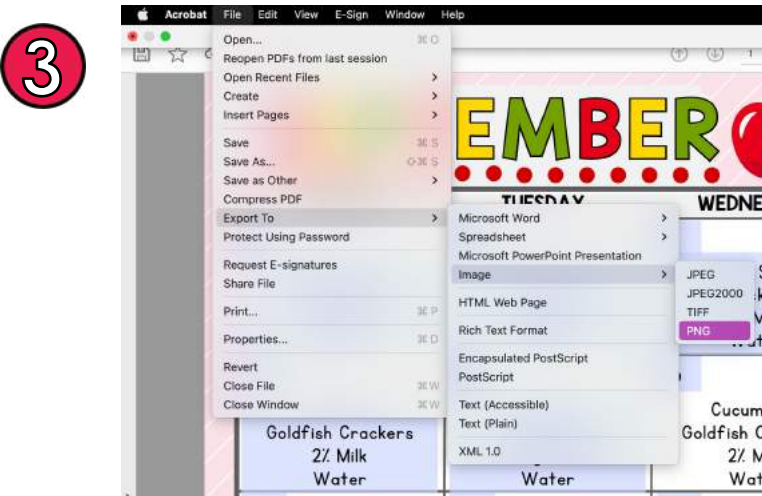 3
Acrobat File Edit View E-Sign Window Help
1
EMBER
TUESDAY
WEDNE
Open... ⌘ O
Reopen PDFs from last session
Open Recent Files >
Create >
Insert Pages >
Save ⌘ S
Save As... ⇧⌘ S
Save as Other >
Compress PDF
Export To >
Protect Using Password
Request E-signatures
Share File
Print... ⌘ P
Properties... ⌘ D
Revert
Close File ⌘ W
Close Window ⌘ W
Microsoft Word >
Spreadsheet >
Microsoft PowerPoint Presentation
Image >
HTML Web Page
Rich Text Format
Encapsulated PostScript
PostScript
Text (Accessible)
Text (Plain)
XML 1.0
JPEG
JPEG2000
TIFF
PNG
Goldfish Crackers
2% Milk
Water
Water
Cucum
Goldfish C
2% M
Wat